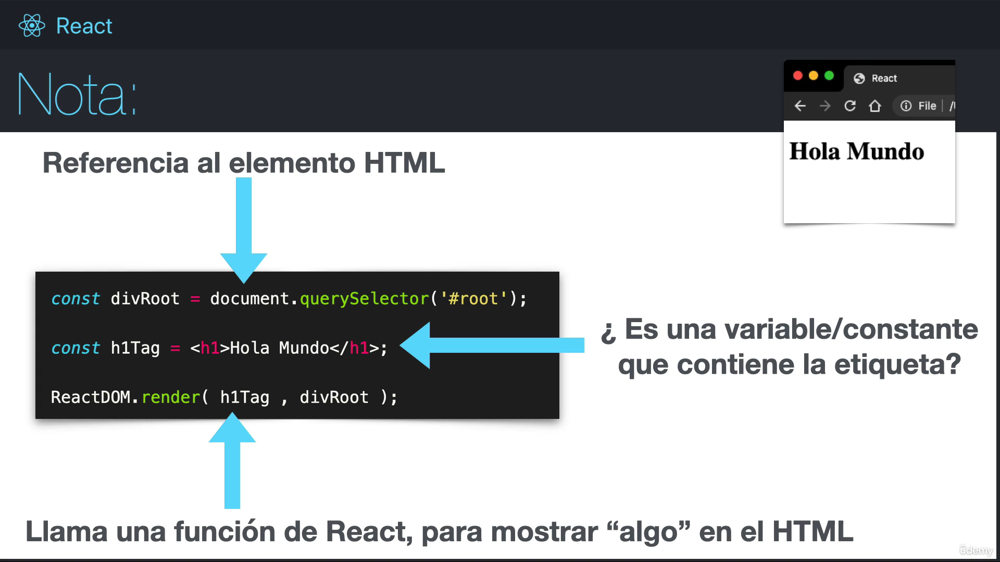 React
Nota:
React
File /
Hola Mundo
Referencia al elemento HTML
const divRoot = document.querySelector('#root');
const h1Tag = <h1>Hola Mundo</h1>;
ReactDOM.render( h1Tag , divRoot );
¿ Es una variable/constante
que contiene la etiqueta?
Llama una función de React, para mostrar “algo” en el HTML
ûdemy